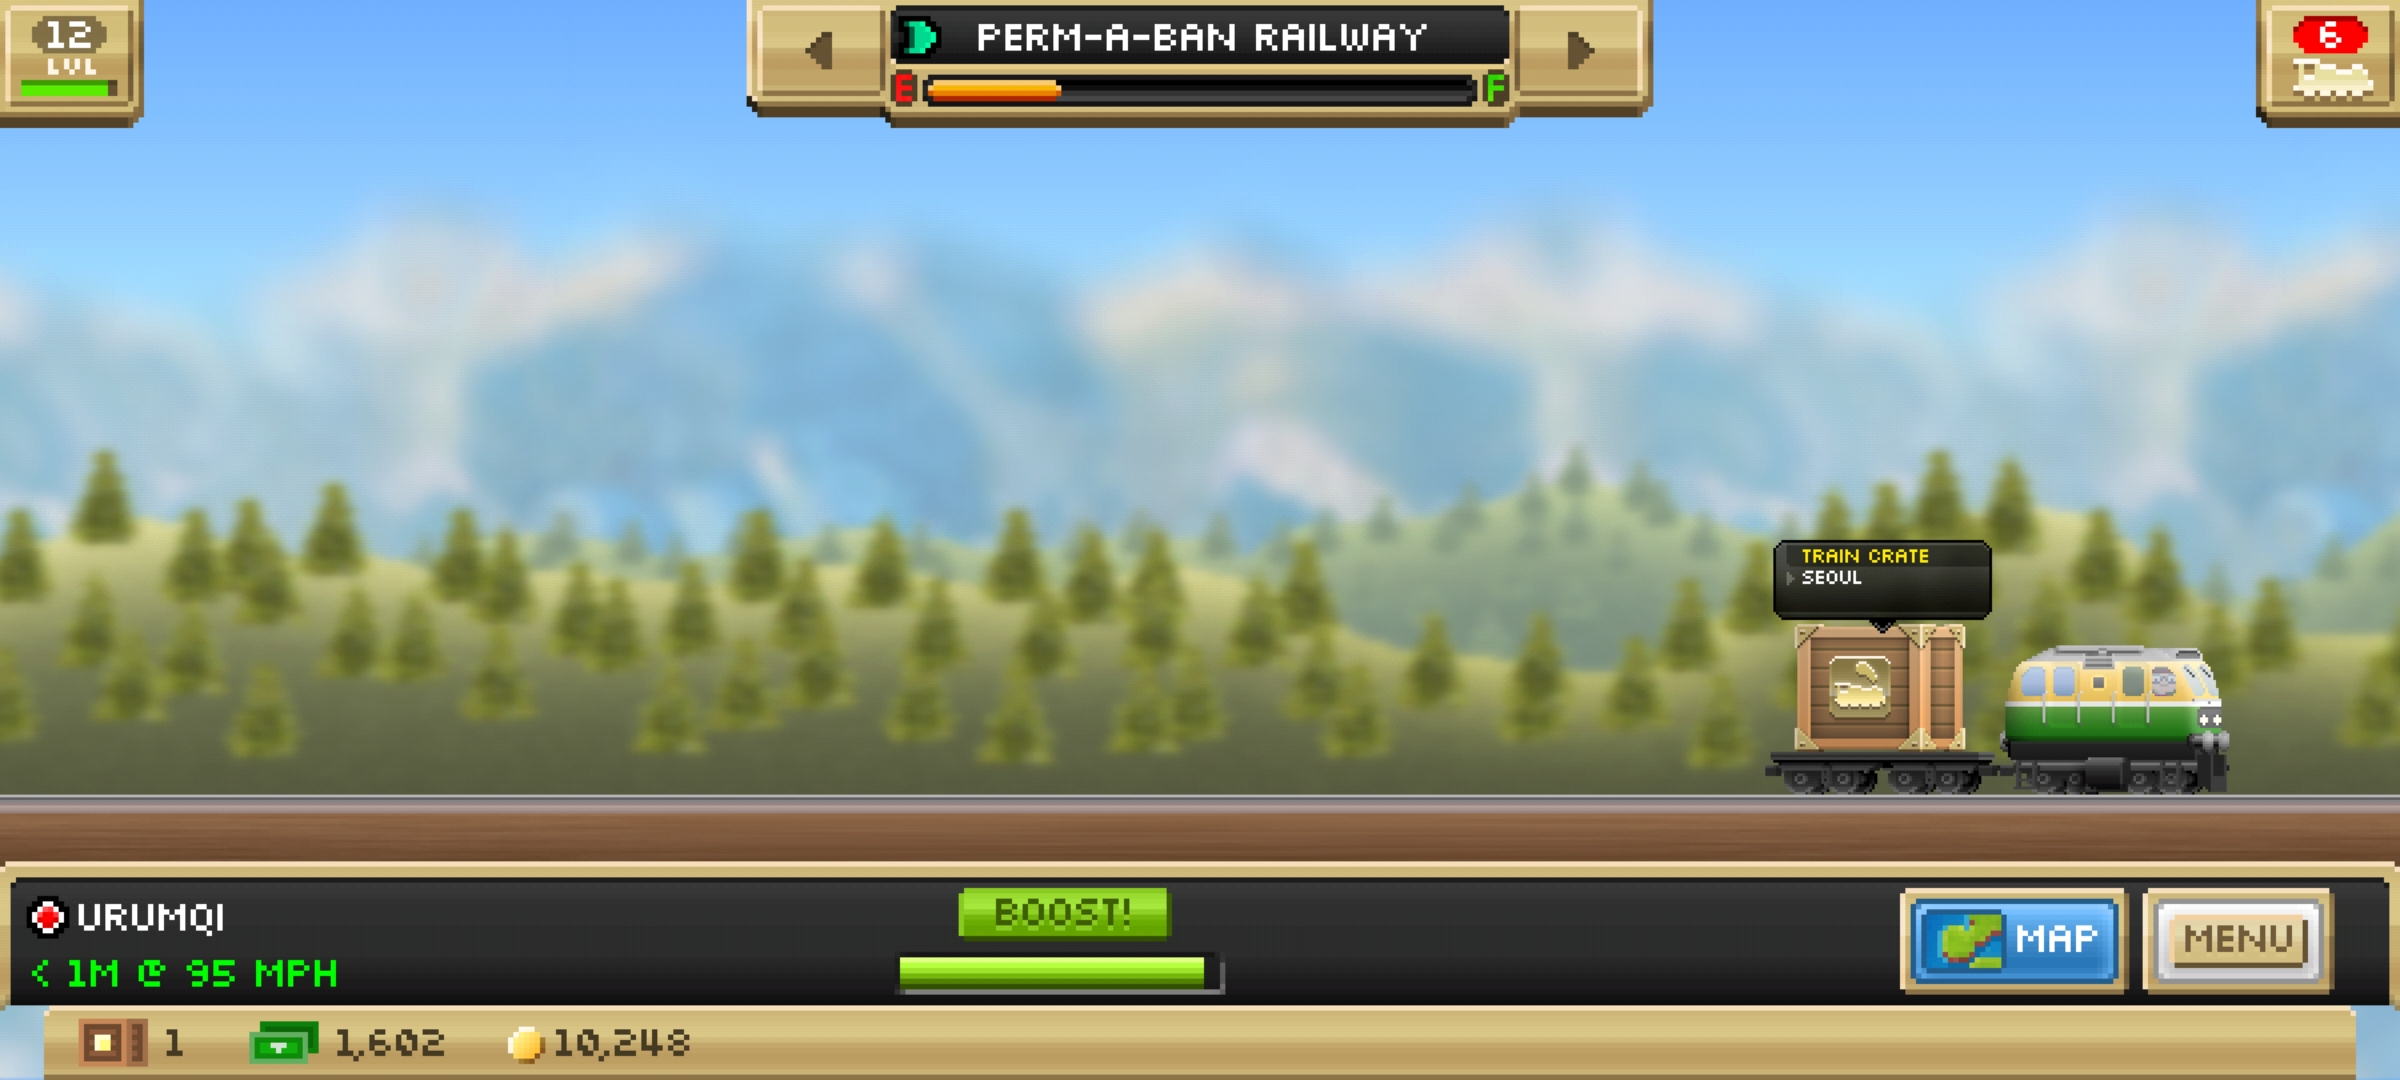 12
LVL
PERM-A-BAN RAILWAY
E
F
6
TRAIN CRATE
SEOUL
URUMQI
BOOST!
MAP
MENU
< 1M @ 95 MPH
1
1,602
10,248